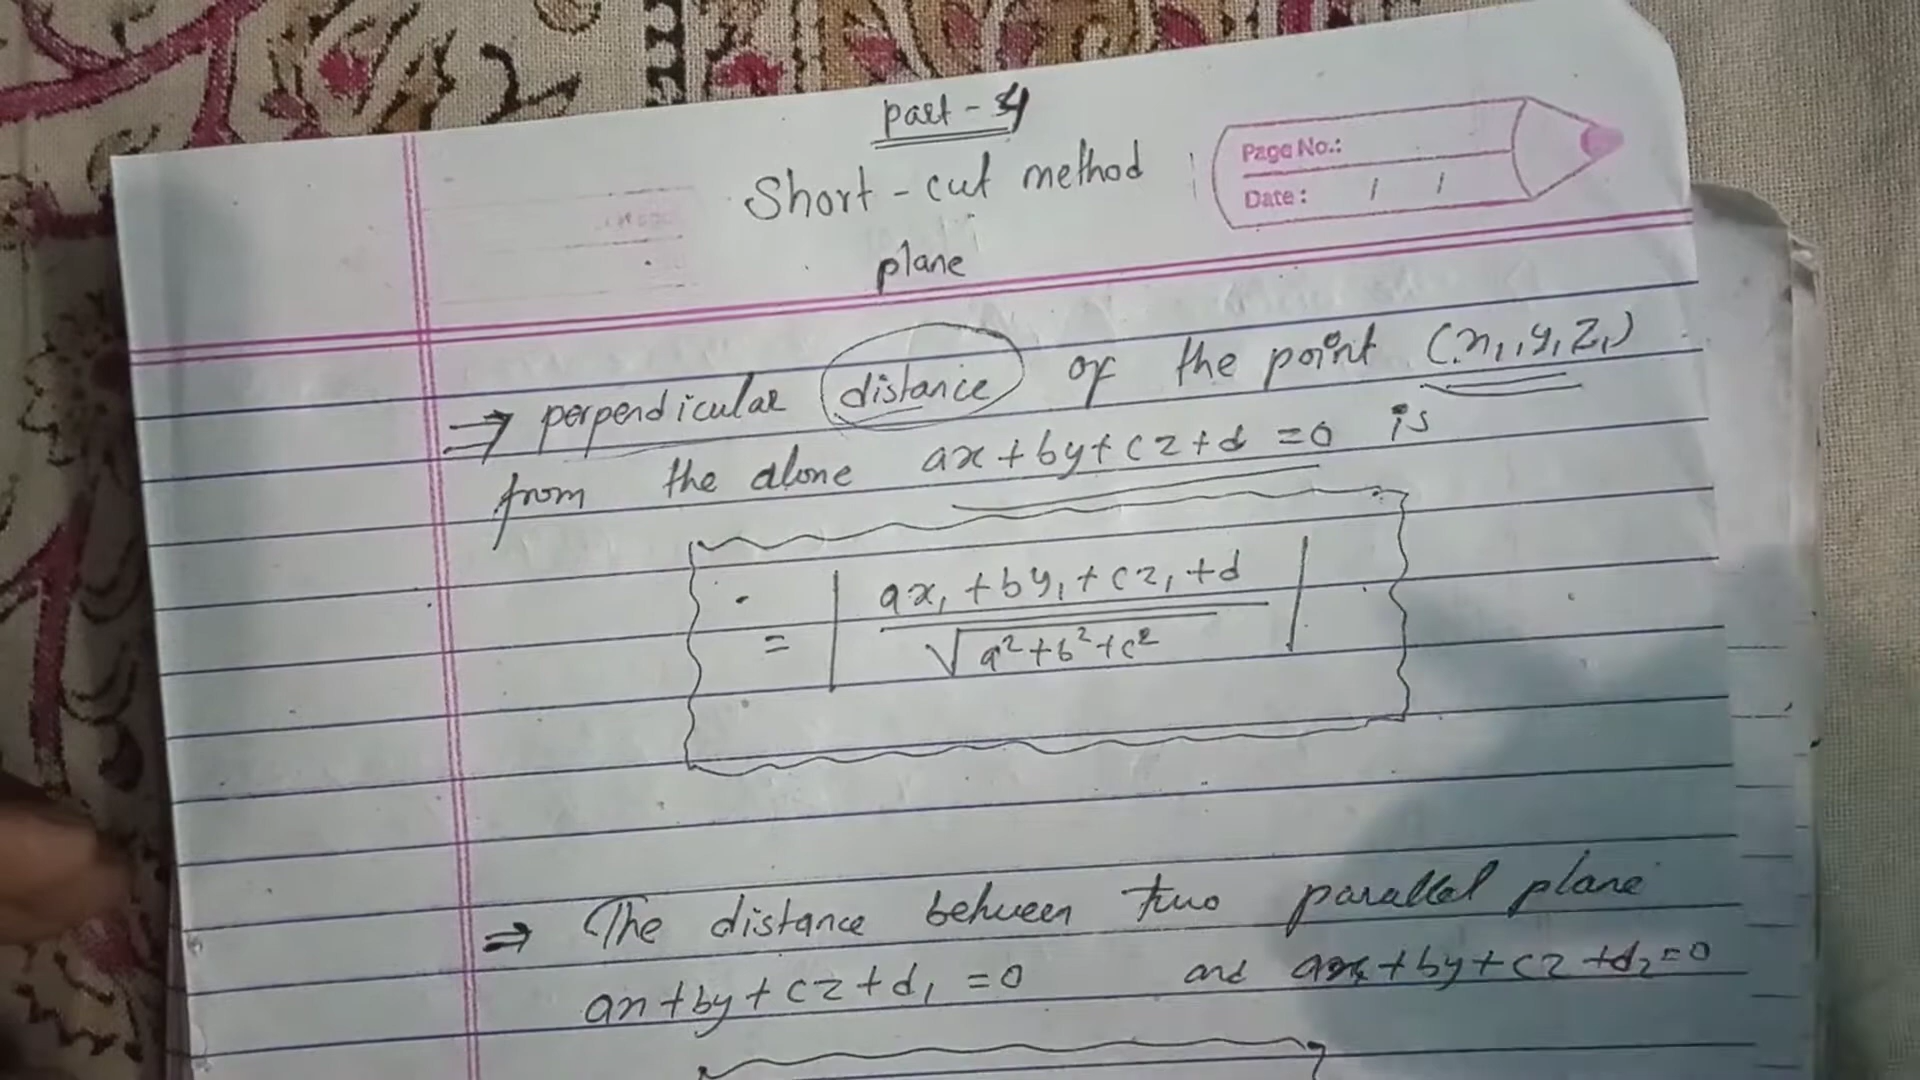 part - 4
Short - cut method
plane
Page No.:
Date: / /
⇒ perpendicular distance of the point (x₁, y₁ z₁)
from the alone ax + by + cz + d = 0 is
= | ax₁ + by₁ + cz₁ + d / √a² + b² + c² |
⇒ The distance between two parallel plane
ax + by + cz + d₁ = 0 and ax + by + cz + d₂ = 0